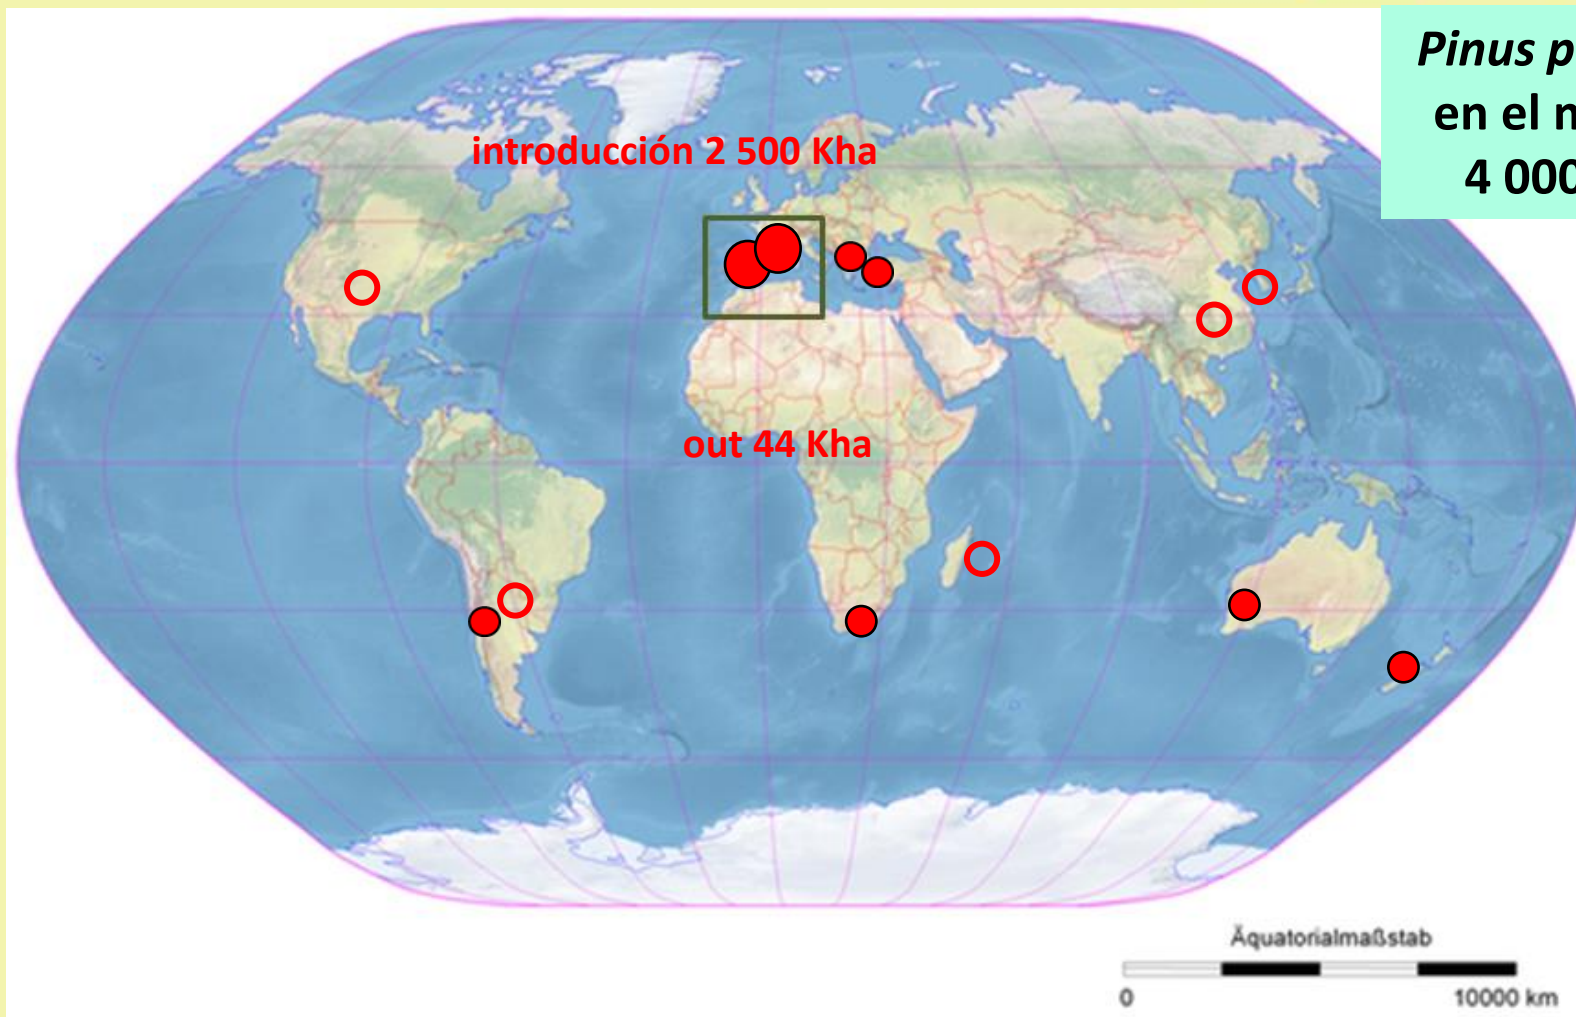 Pinus p
en el m
4 000
introducción 2 500 Kha
out 44 Kha
Äquatorialmaßstab
0 10000 km